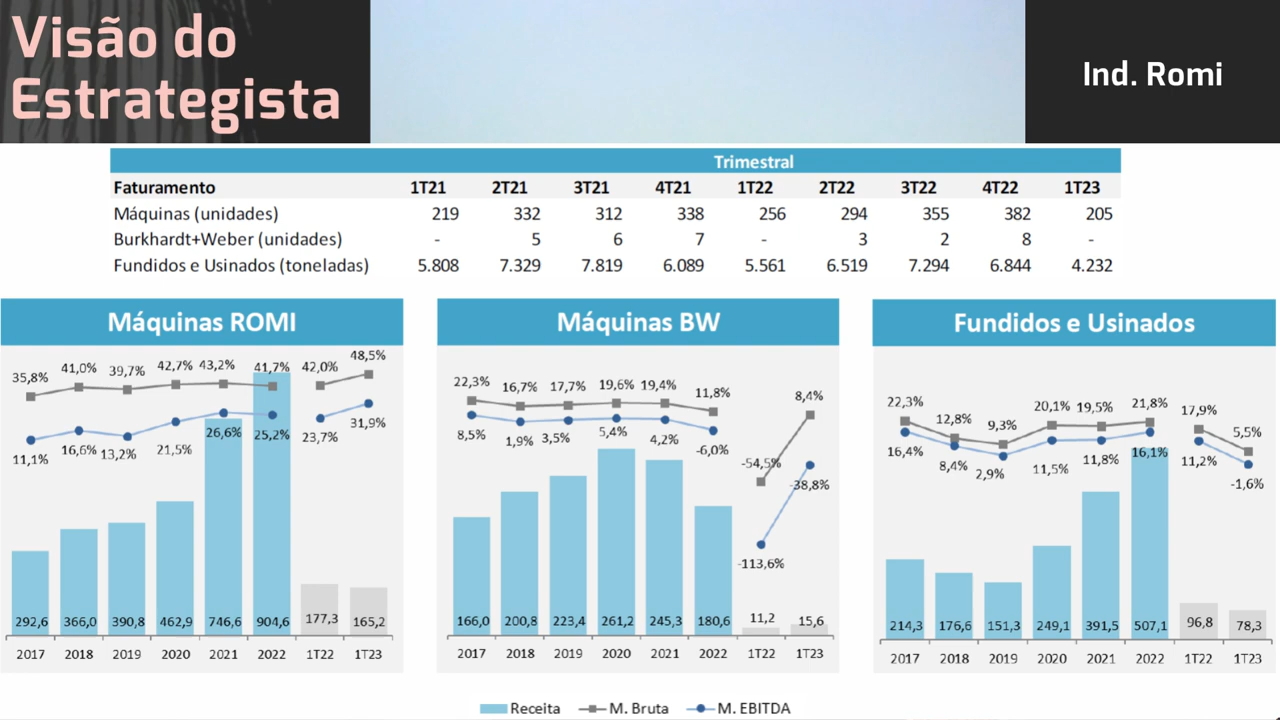 Visão do
Estrategista
Ind. Romi
Trimestral
Faturamento 1T21 2T21 3T21 4T21 1T22 2T22 3T22 4T22 1T23
Máquinas (unidades) 219 332 312 338 256 294 355 382 205
Burkhardt+Weber (unidades) - 5 6 7 - 3 2 8 -
Fundidos e Usinados (toneladas) 5.808 7.329 7.819 6.089 5.561 6.519 7.294 6.844 4.232
Máquinas ROMI
35,8% 41,0% 39,7% 42,7% 43,2% 41,7% 42,0% 48,5%
11,1% 16,6% 13,2% 21,5% 26,6% 25,2% 23,7% 31,9%
292,6 366,0 390,8 462,9 746,6 904,6 177,3 165,2
2017 2018 2019 2020 2021 2022 1T22 1T23
Máquinas BW
22,3% 16,7% 17,7% 19,6% 19,4% 11,8% -54,5% 8,4%
8,5% 1,9% 3,5% 5,4% 4,2% -6,0% -113,6% -38,8%
166,0 200,8 223,4 261,2 245,3 180,6 11,2 15,6
2017 2018 2019 2020 2021 2022 1T22 1T23
Fundidos e Usinados
22,3% 12,8% 9,3% 20,1% 19,5% 21,8% 17,9% 5,5%
16,4% 8,4% 2,9% 11,5% 11,8% 16,1% 11,2% -1,6%
214,3 176,6 151,3 249,1 391,5 507,1 96,8 78,3
2017 2018 2019 2020 2021 2022 1T22 1T23
Receita M. Bruta M. EBITDA